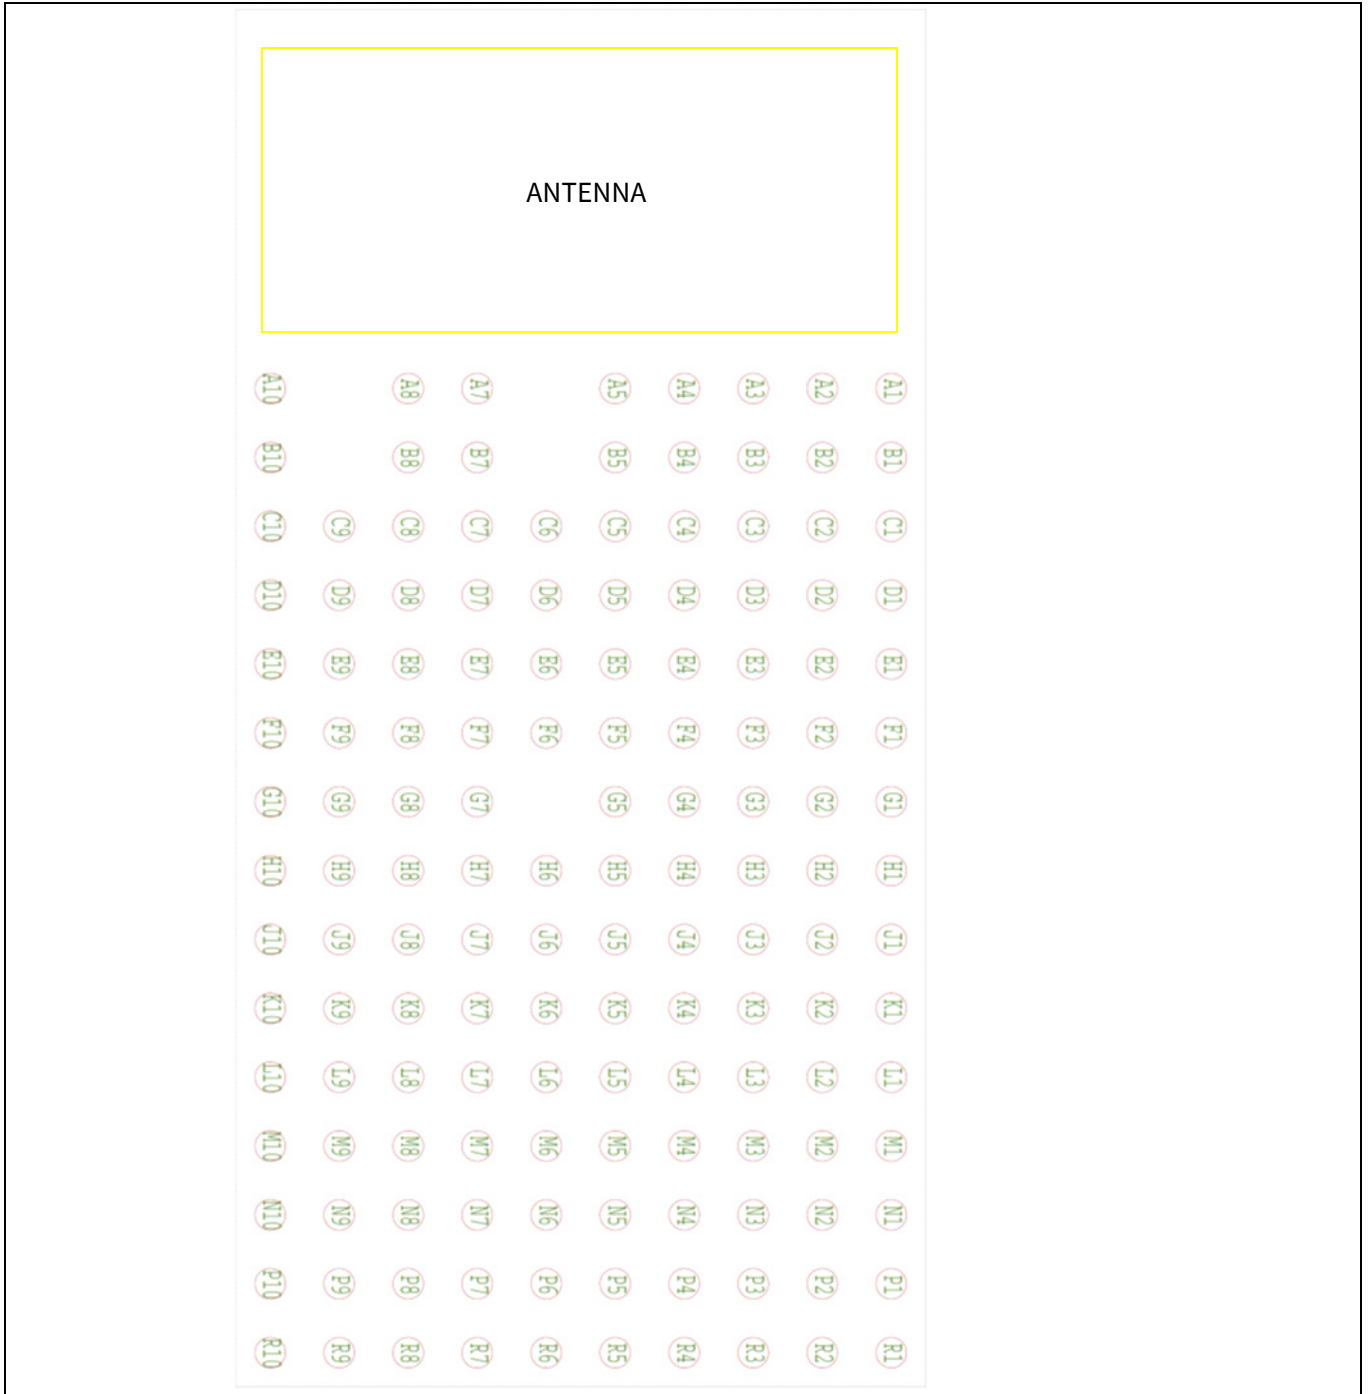 ANTENNA
A10 A8 A7 A5 A4 A3 A2 A1
B10 B8 B7 B5 B4 B3 B2 B1
C10 C9 C8 C7 C6 C5 C4 C3 C2 C1
D10 D9 D8 D7 D6 D5 D4 D3 D2 D1
E10 E9 E8 E7 E6 E5 E4 E3 E2 E1
F10 F9 F8 F7 F6 F5 F4 F3 F2 F1
G10 G9 G8 G7 G5 G4 G3 G2 G1
H10 H9 H8 H7 H6 H5 H4 H3 H2 H1
J10 J9 J8 J7 J6 J5 J4 J3 J2 J1
K10 K9 K8 K7 K6 K5 K4 K3 K2 K1
L10 L9 L8 L7 L6 L5 L4 L3 L2 L1
M10 M9 M8 M7 M6 M5 M4 M3 M2 M1
N10 N9 N8 N7 N6 N5 N4 N3 N2 N1
P10 P9 P8 P7 P6 P5 P4 P3 P2 P1
R10 R9 R8 R7 R6 R5 R4 R3 R2 R1